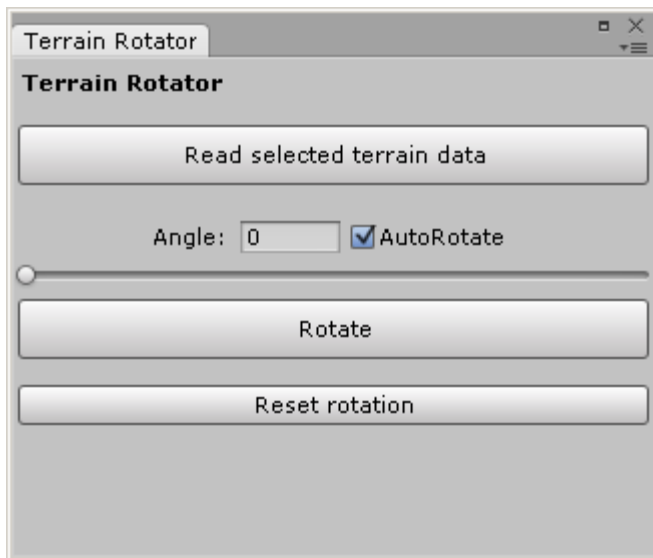 Terrain Rotator
Terrain Rotator
Read selected terrain data
Angle: 0 AutoRotate
Rotate
Reset rotation